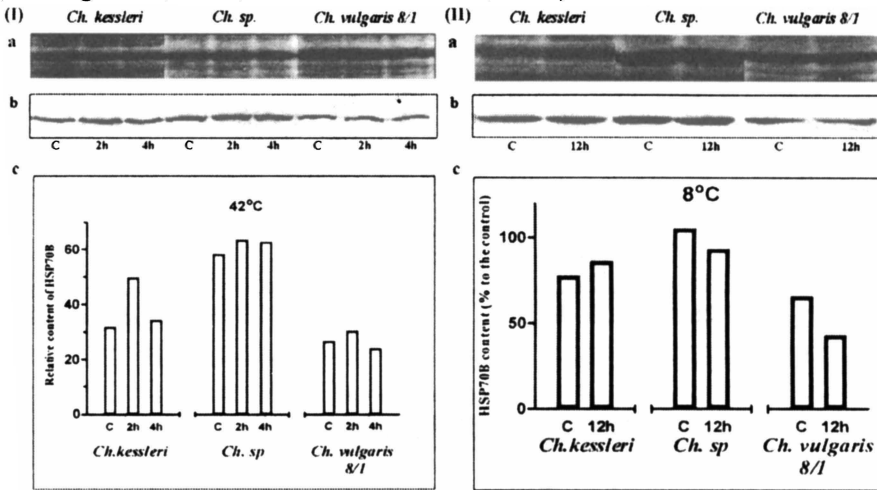 (I) Ch. kessleri Ch. sp. Ch. vulgaris 8/1
a
b
C 2h 4h C 2h 4h C 2h 4h
c
42°C
Relative content of HSP70B
60
40
20
0
C 2h 4h C 2h 4h C 2h 4h
Ch.kessleri Ch. sp Ch. vulgaris
8/1
(II) Ch. kessleri Ch. sp. Ch. vulgaris 8/1
a
b
C 12h C 12h C 12h
c
8°C
HSP70B content (% to the control)
100
50
0
C 12h C 12h C 12h
Ch.kessleri Ch. sp Ch. vulgaris
8/1